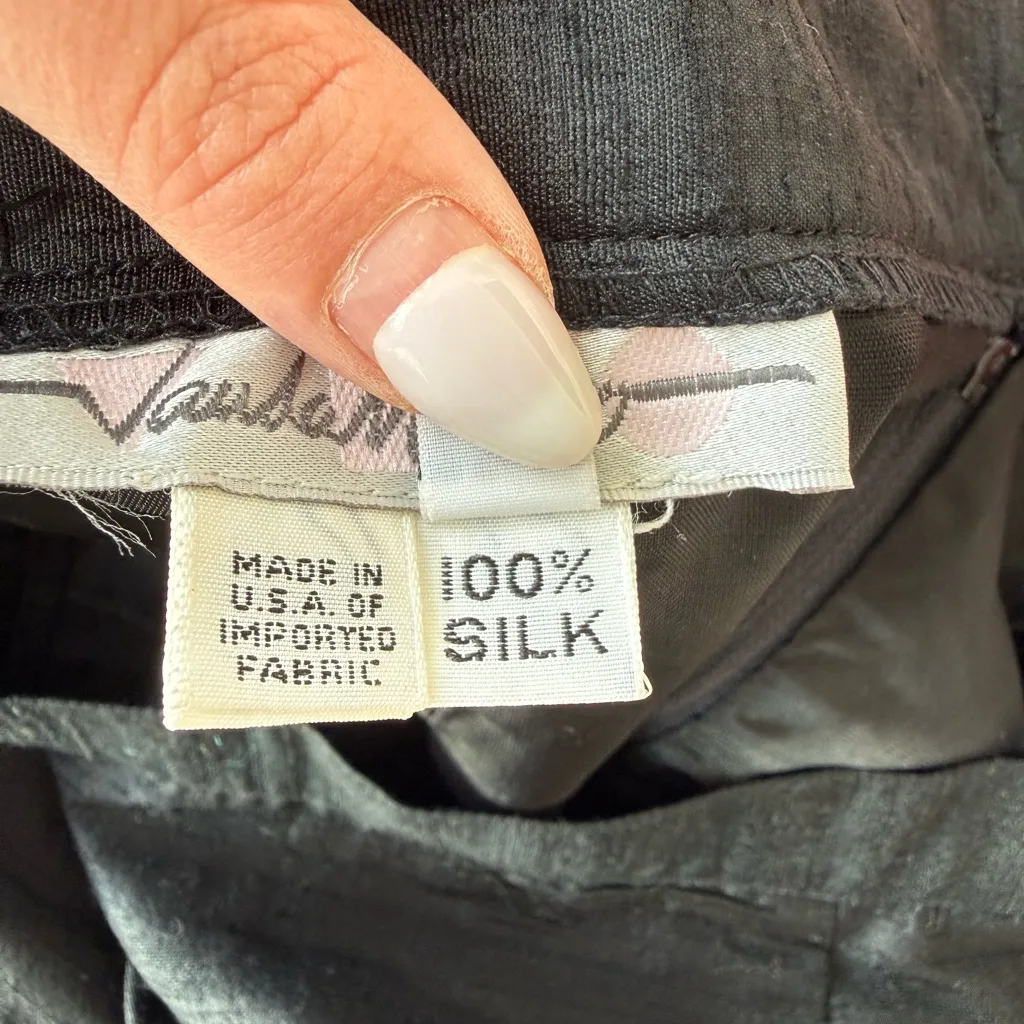 MADE IN
U.S.A. OF
IMPORTED
FABRIC
100%
SILK